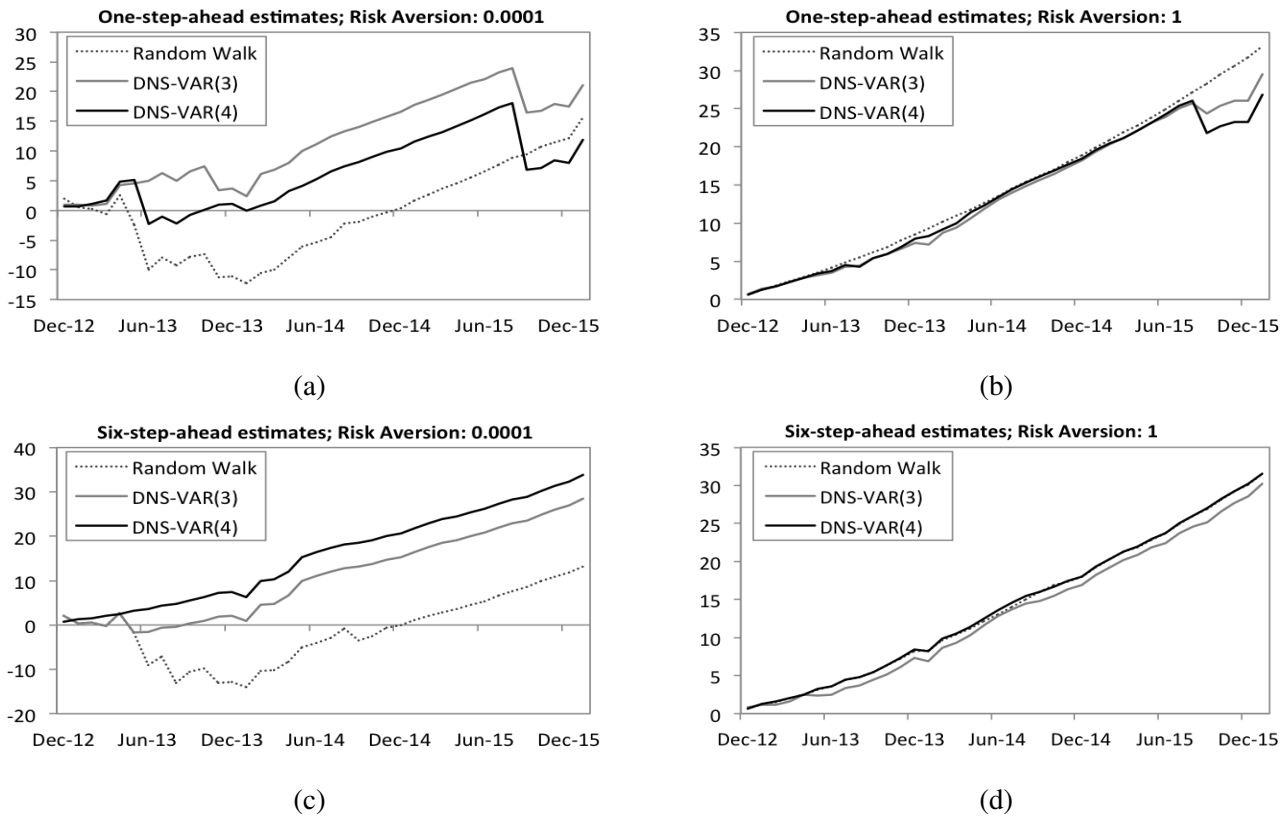 One-step-ahead estimates; Risk Aversion: 0.0001
30
25
20
15
10
5
0
-5
-10
-15
Random Walk
DNS-VAR(3)
DNS-VAR(4)
Dec-12 Jun-13 Dec-13 Jun-14 Dec-14 Jun-15 Dec-15
(a)
One-step-ahead estimates; Risk Aversion: 1
35
30
25
20
15
10
5
0
Random Walk
DNS-VAR(3)
DNS-VAR(4)
Dec-12 Jun-13 Dec-13 Jun-14 Dec-14 Jun-15 Dec-15
(b)
Six-step-ahead estimates; Risk Aversion: 0.0001
40
30
20
10
0
-10
-20
Random Walk
DNS-VAR(3)
DNS-VAR(4)
Dec-12 Jun-13 Dec-13 Jun-14 Dec-14 Jun-15 Dec-15
(c)
Six-step-ahead estimates; Risk Aversion: 1
35
30
25
20
15
10
5
0
Random Walk
DNS-VAR(3)
DNS-VAR(4)
Dec-12 Jun-13 Dec-13 Jun-14 Dec-14 Jun-15 Dec-15
(d)